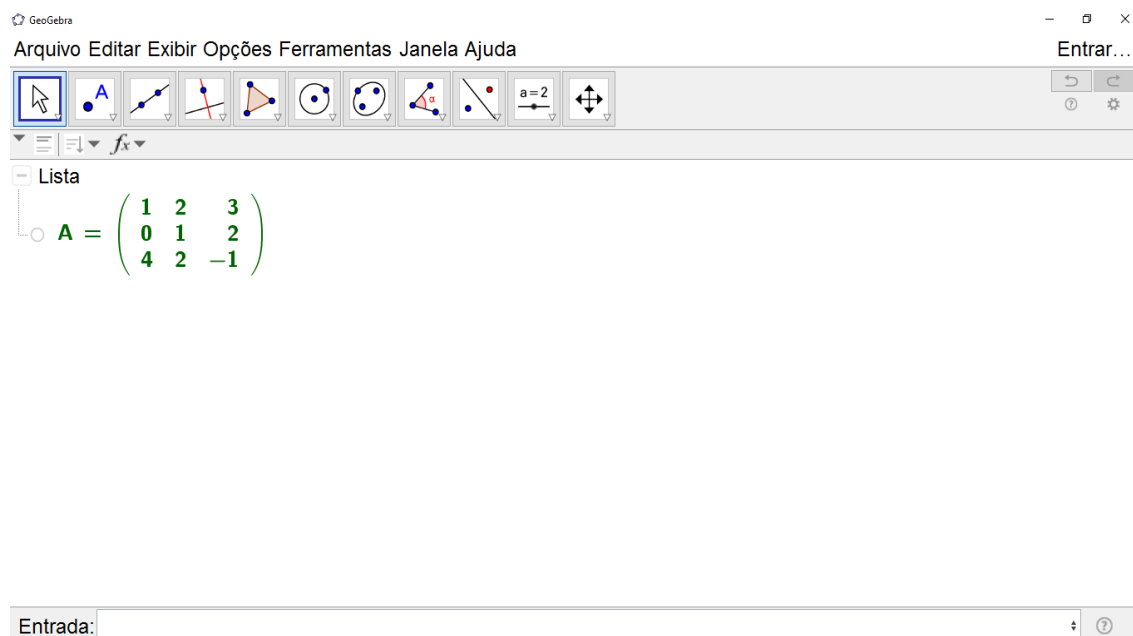 GeoGebra
Arquivo Editar Exibir Opções Ferramentas Janela Ajuda Entrar...
A α a=2
fx
Lista
A = ( 1 2 3
0 1 2
4 2 −1 )
Entrada: